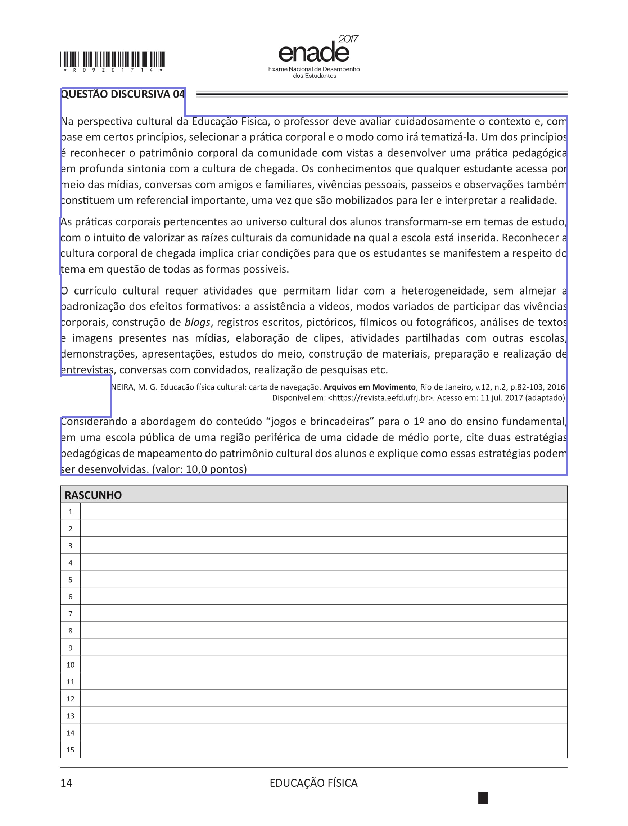 *R09201714*
enade 2017
Exame Nacional de Desempenho
dos Estudantes
QUESTÃO DISCURSIVA 04
Na perspectiva cultural da Educação Física, o professor deve avaliar cuidadosamente o contexto e, com
base em certos princípios, selecionar a prática corporal e o modo como irá tematizá-la. Um dos princípios
é reconhecer o patrimônio corporal da comunidade com vistas a desenvolver uma prática pedagógica
em profunda sintonia com a cultura de chegada. Os conhecimentos que qualquer estudante acessa por
meio das mídias, conversas com amigos e familiares, vivências pessoais, passeios e observações também
constituem um referencial importante, uma vez que são mobilizados para ler e interpretar a realidade.
As práticas corporais pertencentes ao universo cultural dos alunos transformam-se em temas de estudo,
com o intuito de valorizar as raízes culturais da comunidade na qual a escola está inserida. Reconhecer a
cultura corporal de chegada implica criar condições para que os estudantes se manifestem a respeito do
tema em questão de todas as formas possíveis.
O currículo cultural requer atividades que permitam lidar com a heterogeneidade, sem almejar a
padronização dos efeitos formativos: a assistência a vídeos, modos variados de participar das vivências
corporais, construção de blogs, registros escritos, pictóricos, fílmicos ou fotográficos, análises de textos
e imagens presentes nas mídias, elaboração de clipes, atividades partilhadas com outras escolas,
demonstrações, apresentações, estudos do meio, construção de materiais, preparação e realização de
entrevistas, conversas com convidados, realização de pesquisas etc.
NEIRA, M. G. Educação física cultural: carta de navegação. Arquivos em Movimento, Rio de Janeiro, v.12, n.2, p.82-103, 2016.
Disponível em: <https://revista.eefd.ufrj.br>. Acesso em: 11 jul. 2017 (adaptado).
Considerando a abordagem do conteúdo “jogos e brincadeiras” para o 1º ano do ensino fundamental,
em uma escola pública de uma região periférica de uma cidade de médio porte, cite duas estratégias
pedagógicas de mapeamento do patrimônio cultural dos alunos e explique como essas estratégias podem
ser desenvolvidas. (valor: 10,0 pontos)
RASCUNHO
1
2
3
4
5
6
7
8
9
10
11
12
13
14
15
14 EDUCAÇÃO FÍSICA